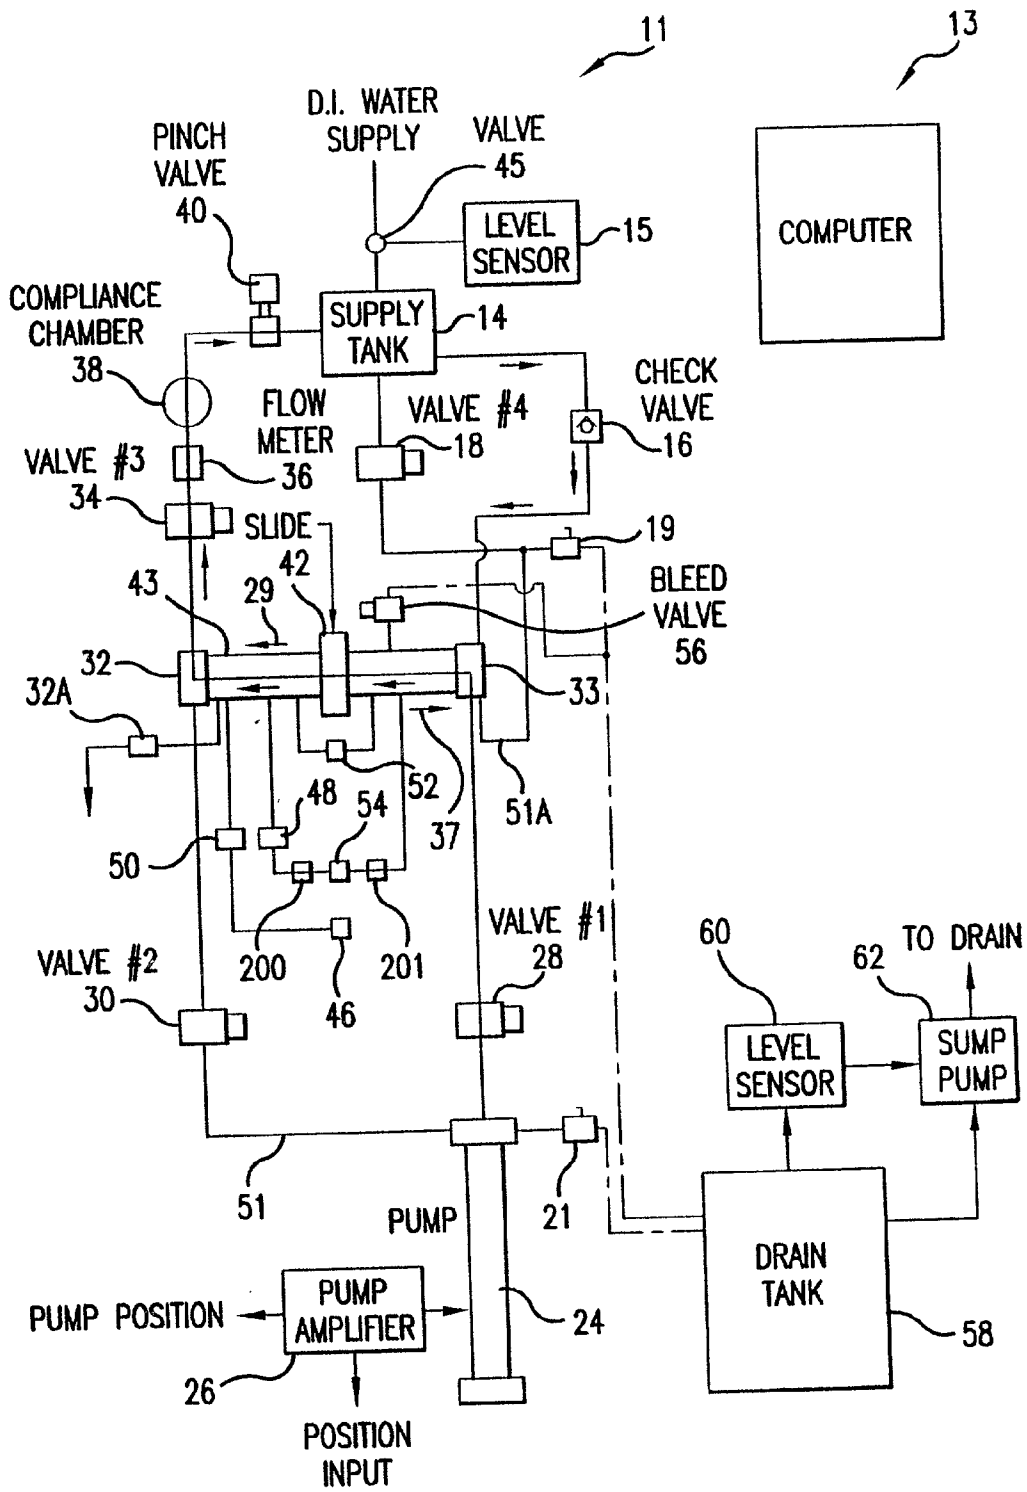 11
13
D.I. WATER
SUPPLY
VALVE
45
PINCH
VALVE
40
LEVEL
SENSOR
15
COMPUTER
COMPLIANCE
CHAMBER
38
SUPPLY
TANK
14
FLOW
METER
36
VALVE #4
18
CHECK
VALVE
16
VALVE #3
34
SLIDE
42
19
43
29
BLEED
VALVE
56
32
33
32A
52
37
51A
48
54
50
200
201
46
VALVE #1
28
VALVE #2
30
60
62
TO DRAIN
LEVEL
SENSOR
SUMP
PUMP
51
21
PUMP
DRAIN
TANK
58
PUMP POSITION
PUMP
AMPLIFIER
26
24
POSITION
INPUT